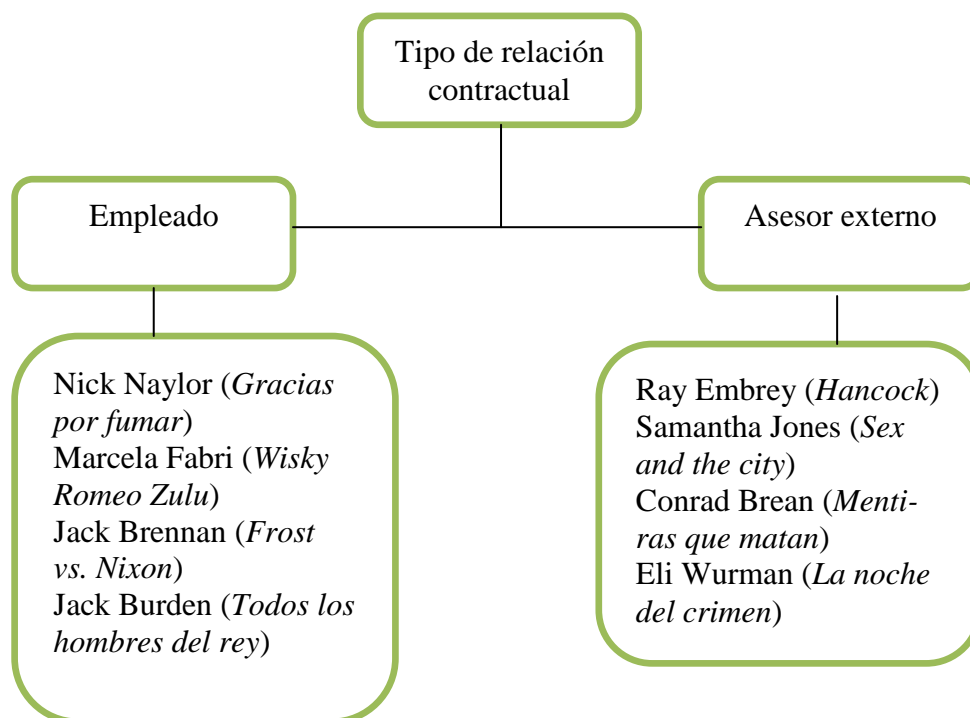 Tipo de relación
contractual
Empleado
Asesor externo
Nick Naylor (Gracias
por fumar)
Marcela Fabri (Wisky
Romeo Zulu)
Jack Brennan (Frost
vs. Nixon)
Jack Burden (Todos los
hombres del rey)
Ray Embrey (Hancock)
Samantha Jones (Sex
and the city)
Conrad Brean (Menti-
ras que matan)
Eli Wurman (La noche
del crimen)